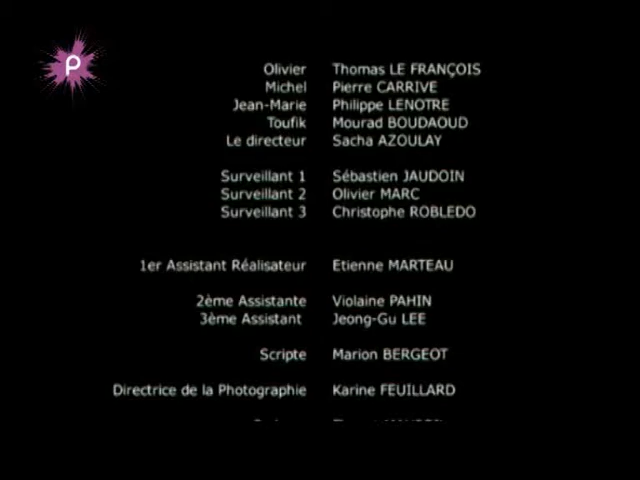 P
Olivier Thomas LE FRANÇOIS
Michel Pierre CARRIVE
Jean-Marie Philippe LENOTRE
Toufik Mourad BOUDAOUD
Le directeur Sacha AZOULAY
Surveillant 1 Sébastien JAUDOIN
Surveillant 2 Olivier MARC
Surveillant 3 Christophe ROBLEDO
1er Assistant Réalisateur Etienne MARTEAU
2ème Assistante Violaine PAHIN
3ème Assistant Jeong-Gu LEE
Scripte Marion BERGEOT
Directrice de la Photographie Karine FEUILLARD